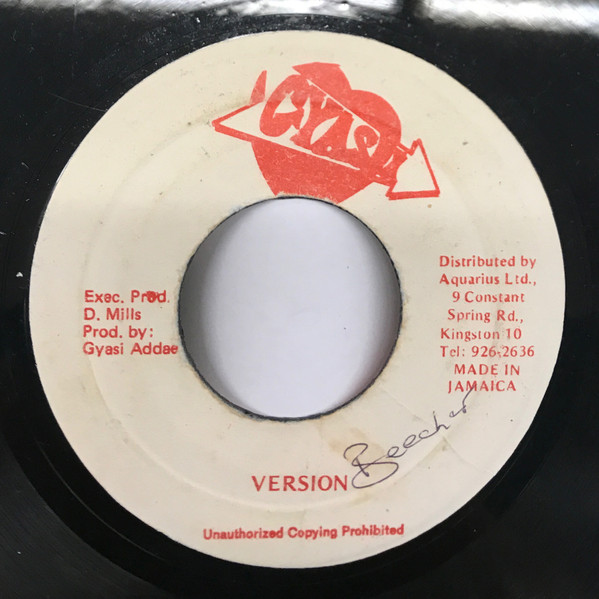 GYASI
Exec. Prod.
D. Mills
Prod. by:
Gyasi Addae
Distributed by
Aquarius Ltd.,
9 Constant
Spring Rd.,
Kingston 10
Tel: 926-2636
MADE IN
JAMAICA
VERSION
Beecher
Unauthorized Copying Prohibited